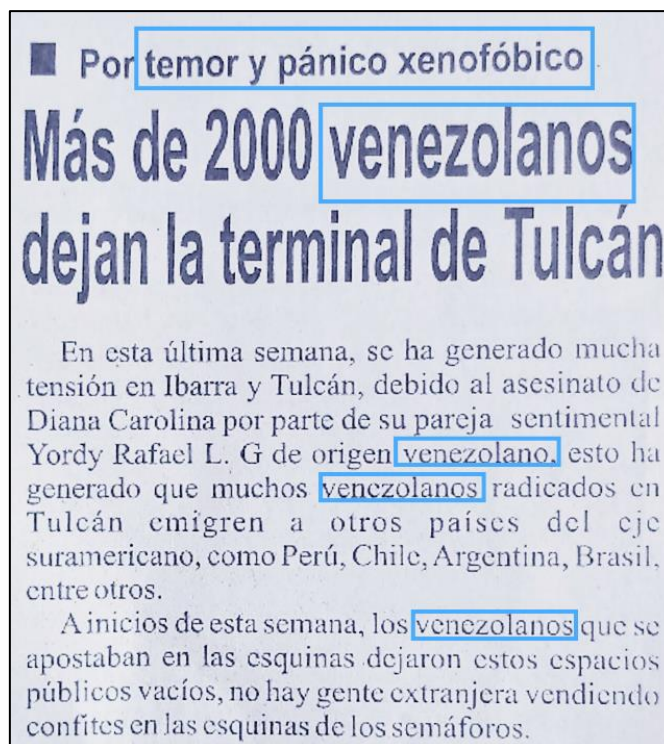 Por temor y pánico xenofóbico
Más de 2000 venezolanos
dejan la terminal de Tulcán
En esta última semana, se ha generado mucha
tensión en Ibarra y Tulcán, debido al asesinato de
Diana Carolina por parte de su pareja sentimental
Yordy Rafael L. G de origen venezolano, esto ha
generado que muchos venezolanos radicados en
Tulcán emigren a otros países del eje
suramericano, como Perú, Chile, Argentina, Brasil,
entre otros.
A inicios de esta semana, los venezolanos que se
apostaban en las esquinas dejaron estos espacios
públicos vacíos, no hay gente extranjera vendiendo
confites en las esquinas de los semáforos.